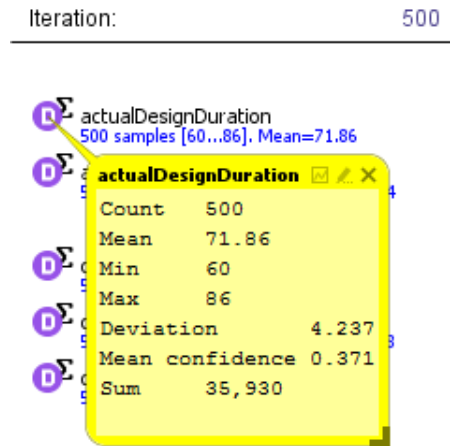 Iteration: 500
Σ actualDesignDuration
D 500 samples [60...86]. Mean=71.86
actualDesignDuration
Count 500
Mean 71.86
Min 60
Max 86
Deviation 4.237
Mean confidence 0.371
Sum 35,930